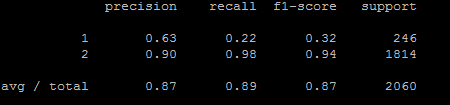 precision recall f1-score support
1 0.63 0.22 0.32 246
2 0.90 0.98 0.94 1814
avg / total 0.87 0.89 0.87 2060